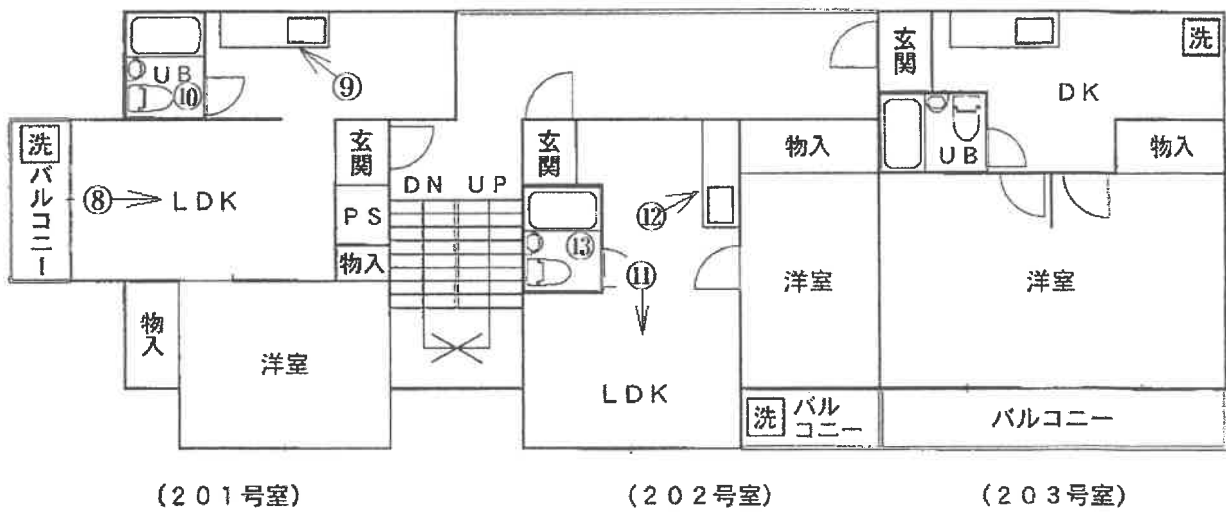 UB
⑩
⑨
玄関
洗
DK
洗
バルコニー
⑧
LDK
玄関
PS
物入
DN UP
玄関
⑬
⑫
⑪
物入
UB
物入
物入
洋室
LDK
洋室
洋室
洗
バルコニー
バルコニー
(201号室)
(202号室)
(203号室)